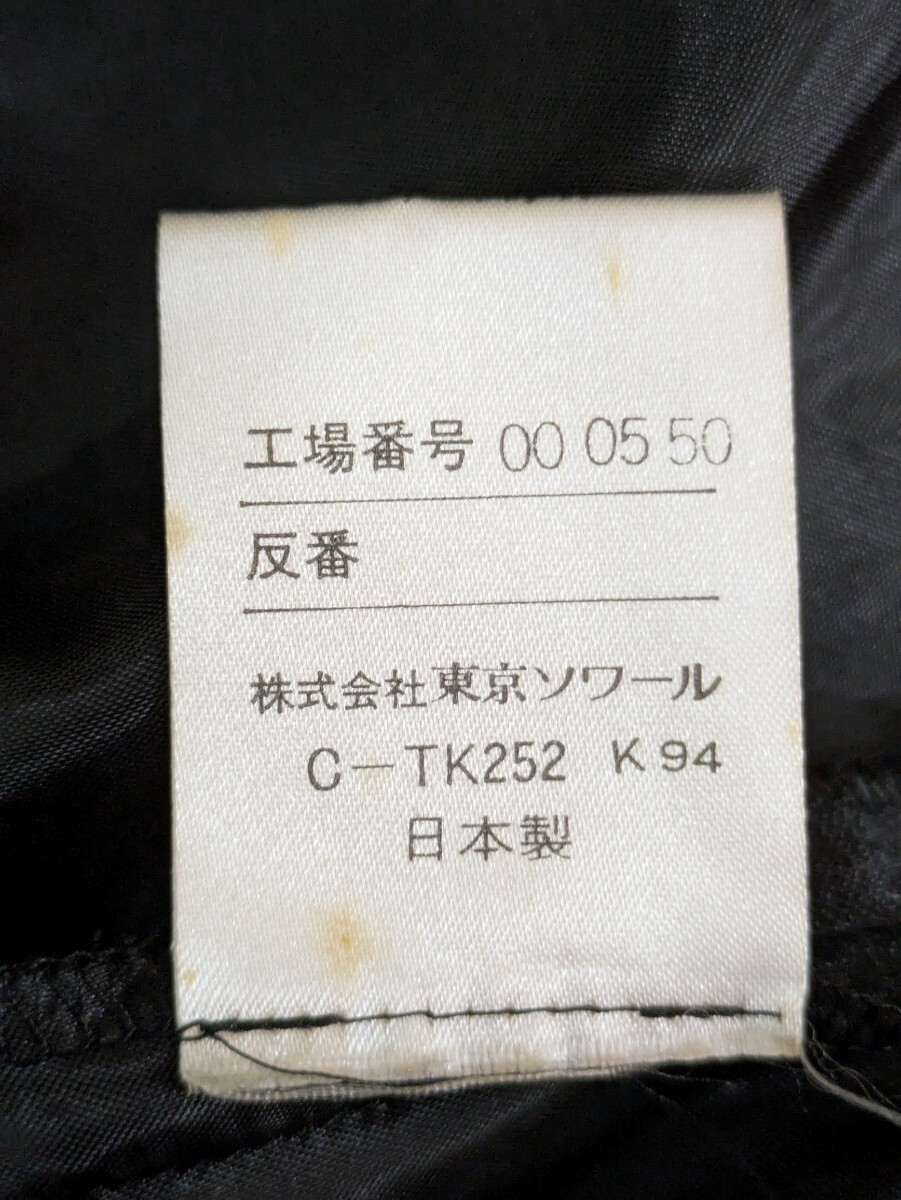 工場番号 00 05 50
反番
株式会社東京ソワール
C-TK252 K94
日本製